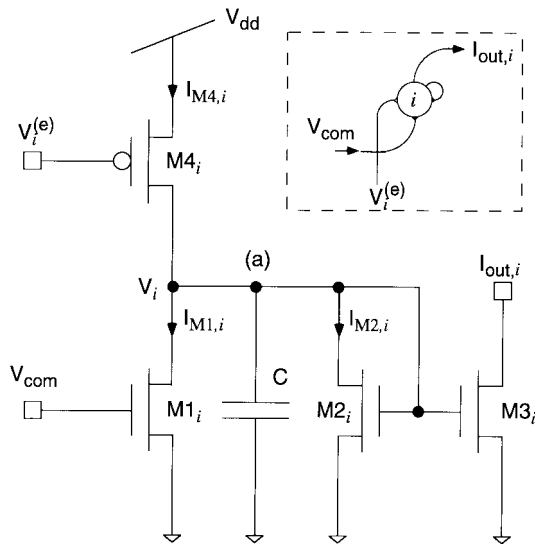 V_dd
I_out,i
I_M4,i
i
V_i^(e)
V_com
M4_i
V_i^(e)
(a)
I_out,i
V_i
I_M1,i
I_M2,i
V_com
C
M1_i
M2_i
M3_i